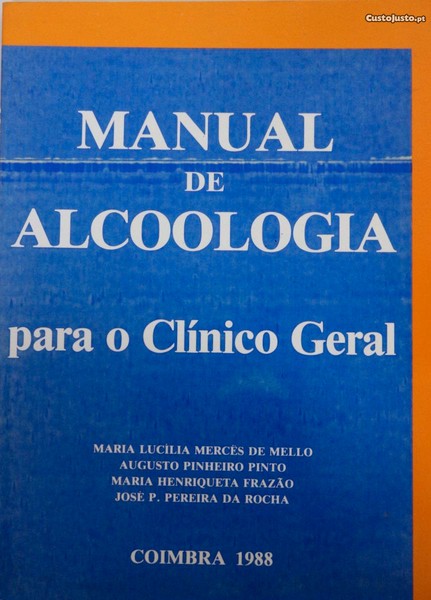 CustoJusto.pt
MANUAL
DE
ALCOOLOGIA
para o Clínico Geral
MARIA LUCÍLIA MERCÊS DE MELLO
AUGUSTO PINHEIRO PINTO
MARIA HENRIQUETA FRAZÃO
JOSÉ P. PEREIRA DA ROCHA
COIMBRA 1988